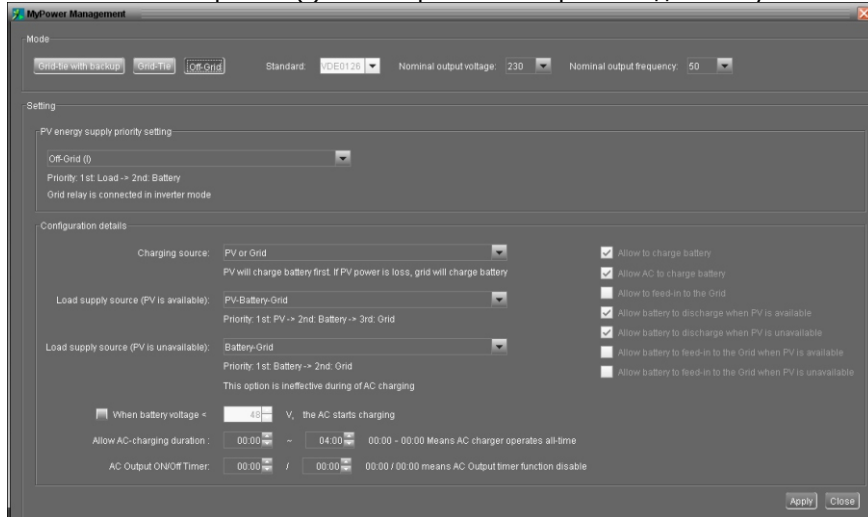 MyPower Management
Mode
Grid-tie with backup Grid-Tie Off-Grid Standard: VDE0126 Nominal output voltage: 230 Nominal output frequency: 50
Setting
PV energy supply priority setting
Off-Grid (I)
Priority: 1st: Load -> 2nd: Battery
Grid relay is connected in inverter mode
Configuration details
Charging source: PV or Grid
PV will charge battery first. If PV power is loss, grid will charge battery
Load supply source (PV is available): PV-Battery-Grid
Priority: 1st: PV -> 2nd: Battery -> 3rd: Grid
Load supply source (PV is unavailable): Battery-Grid
Priority: 1st: Battery -> 2nd: Grid
This option is ineffective during of AC charging
When battery voltage < 48 V, the AC starts charging
Allow AC-charging duration : 00:00 ~ 04:00 00:00 - 00:00 Means AC charger operates all-time
AC Output ON/Off Timer: 00:00 / 00:00 00:00 / 00:00 means AC Output timer function disable
Allow to charge battery
Allow AC to charge battery
Allow to feed-in to the Grid
Allow battery to discharge when PV is available
Allow battery to discharge when PV is unavailable
Allow battery to feed-in to the Grid when PV is available
Allow battery to feed-in to the Grid when PV is unavailable
Apply Close